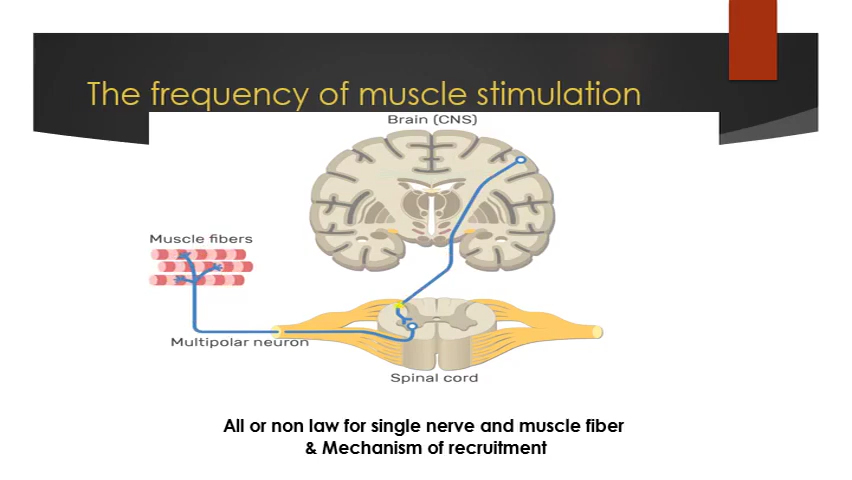 The frequency of muscle stimulation
Brain (CNS)
Muscle fibers
Multipolar neuron
Spinal cord
All or non law for single nerve and muscle fiber
& Mechanism of recruitment